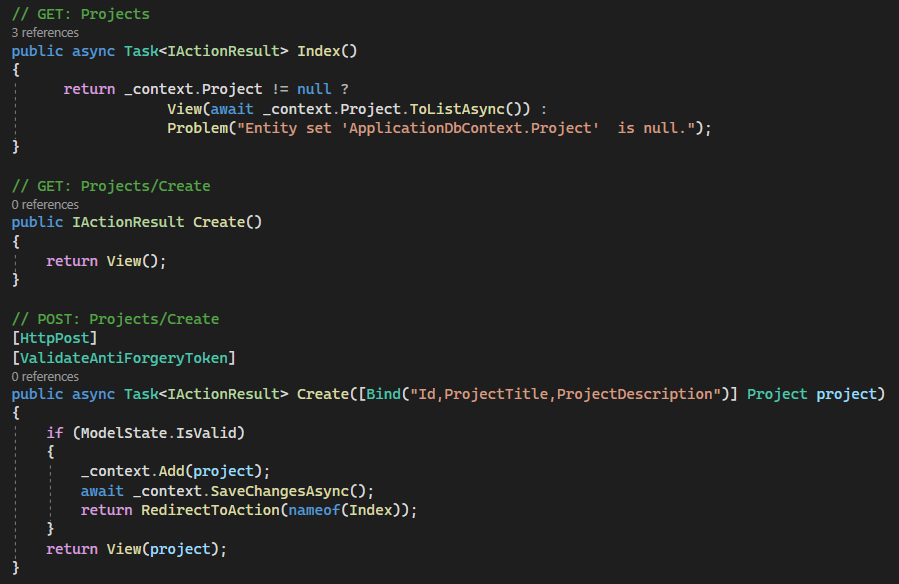 // GET: Projects
3 references
public async Task<IActionResult> Index()
{
return _context.Project != null ?
View(await _context.Project.ToListAsync()) :
Problem("Entity set 'ApplicationDbContext.Project'  is null.");
}
// GET: Projects/Create
0 references
public IActionResult Create()
{
return View();
}
// POST: Projects/Create
[HttpPost]
[ValidateAntiForgeryToken]
0 references
public async Task<IActionResult> Create([Bind("Id,ProjectTitle,ProjectDescription")] Project project)
{
if (ModelState.IsValid)
{
_context.Add(project);
await _context.SaveChangesAsync();
return RedirectToAction(nameof(Index));
}
return View(project);
}